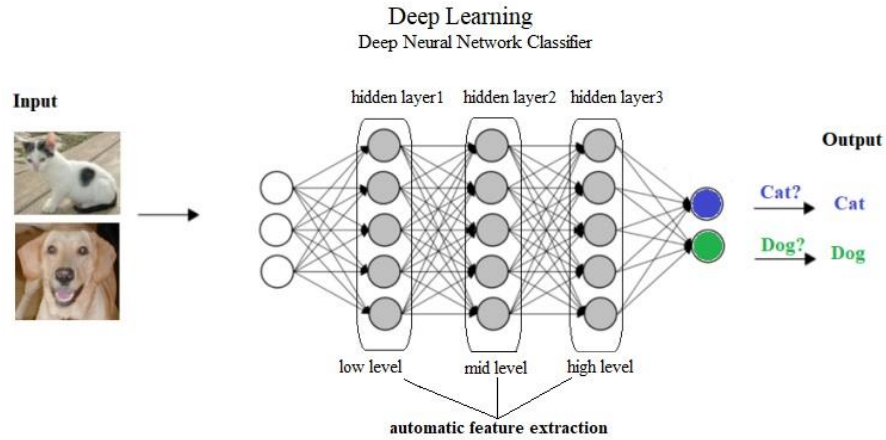 Deep Learning
Deep Neural Network Classifier
Input
hidden layer1
hidden layer2
hidden layer3
Output
Cat?
Cat
Dog?
Dog
low level
mid level
high level
automatic feature extraction